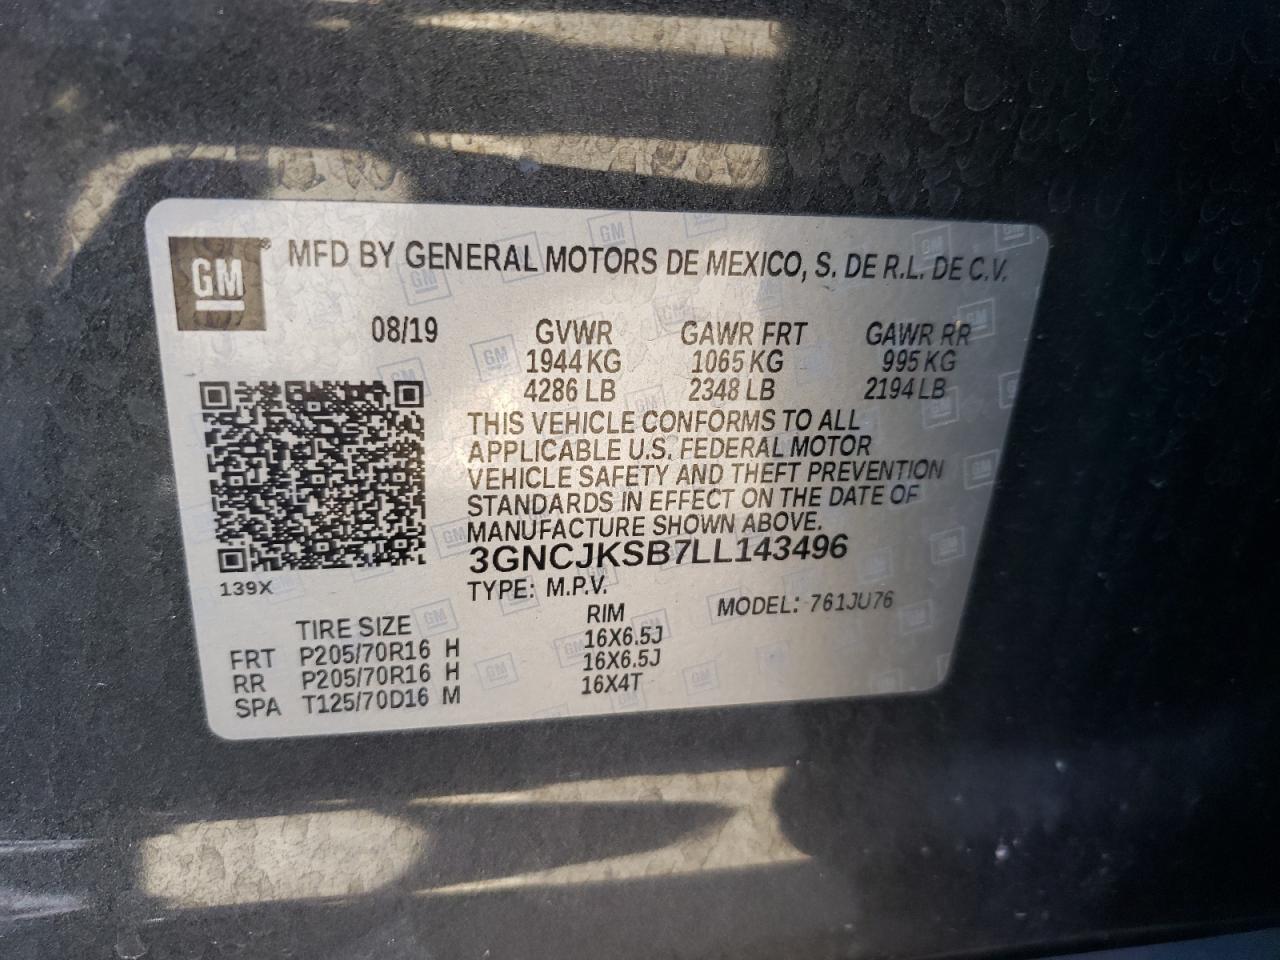 GM ® MFD BY GENERAL MOTORS DE MEXICO, S. DE R.L. DE C.V.
08/19 GVWR GAWR FRT GAWR RR
1944 KG 1065 KG 995 KG
4286 LB 2348 LB 2194 LB
THIS VEHICLE CONFORMS TO ALL
APPLICABLE U.S. FEDERAL MOTOR
VEHICLE SAFETY AND THEFT PREVENTION
STANDARDS IN EFFECT ON THE DATE OF
MANUFACTURE SHOWN ABOVE.
3GNCJKSB7LL143496
139X TYPE: M.P.V.
MODEL: 761JU76
TIRE SIZE RIM
FRT P205/70R16 H 16X6.5J
RR P205/70R16 H 16X6.5J
SPA T125/70D16 M 16X4T